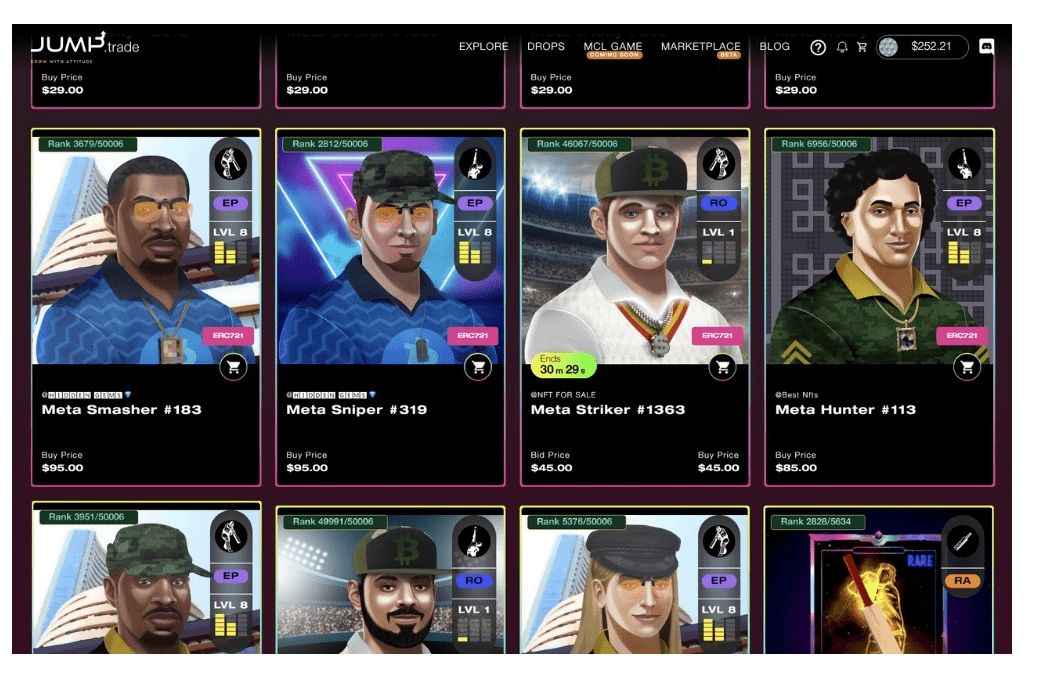 JUMP.trade
GROW WITH ATTITUDE
EXPLORE DROPS MCL GAME MARKETPLACE BLOG ? $252.21
COMING SOON BETA
Buy Price Buy Price Buy Price Buy Price
$29.00 $29.00 $29.00 $29.00
Rank 3679/50006 Rank 2812/50006 Rank 46067/50006 Rank 6956/50006
EP EP RO EP
LVL 8 LVL 8 LVL 1 LVL 8
ERC721 ERC721 ERC721 ERC721
Ends
30 m 29 s
@HIDDEN GEMS @HIDDEN GEMS @NFT FOR SALE @Best Nfts
Meta Smasher #183 Meta Sniper #319 Meta Striker #1363 Meta Hunter #113
Buy Price Buy Price Bid Price Buy Price Buy Price
$95.00 $95.00 $45.00 $45.00 $85.00
Rank 3951/50006 Rank 49991/50006 Rank 5376/50006 Rank 2828/5634
RARE
EP RO EP RA
LVL 8 LVL 1 LVL 8